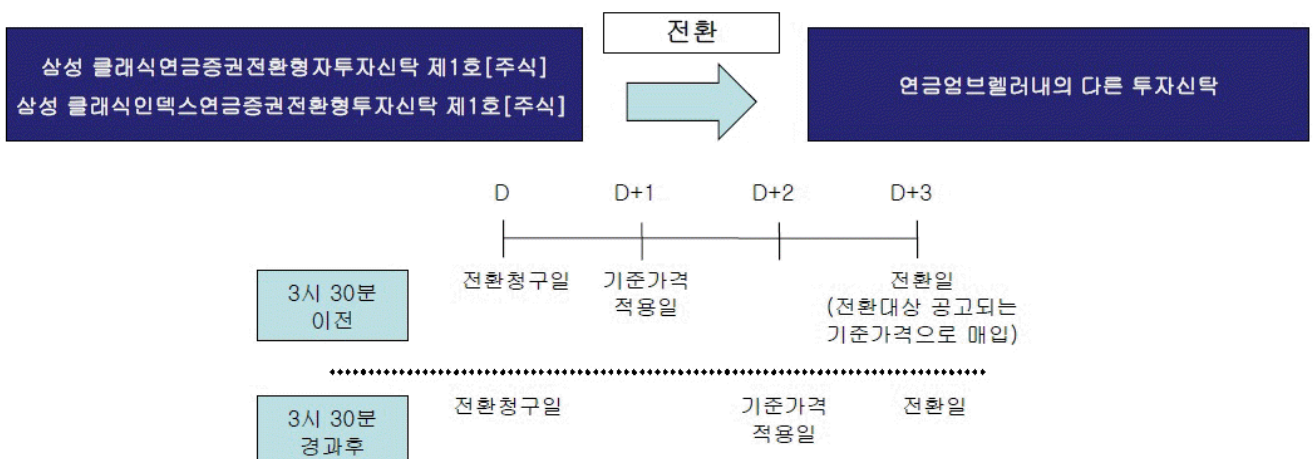 전환
삼성 클래식연금증권전환형자투자신탁 제1호[주식]
삼성 클래식인덱스연금증권전환형투자신탁 제1호[주식]
연금엄브렐러내의 다른 투자신탁
D D+1 D+2 D+3
3시 30분
이전
전환청구일
기준가격
적용일
전환일
(전환대상 공고되는
기준가격으로 매입)
3시 30분
경과후
전환청구일
기준가격
적용일
전환일